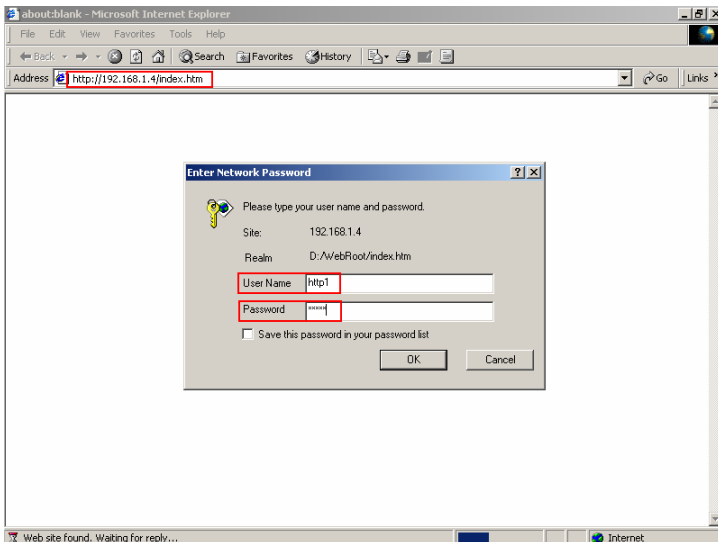 about:blank - Microsoft Internet Explorer
File Edit View Favorites Tools Help
Back Search Favorites History
Address http://192.168.1.4/index.htm Go Links »
Enter Network Password
Please type your user name and password.
Site: 192.168.1.4
Realm D:/WebRoot/index.htm
User Name http1
Password *****
Save this password in your password list
OK Cancel
Web site found. Waiting for reply... Internet